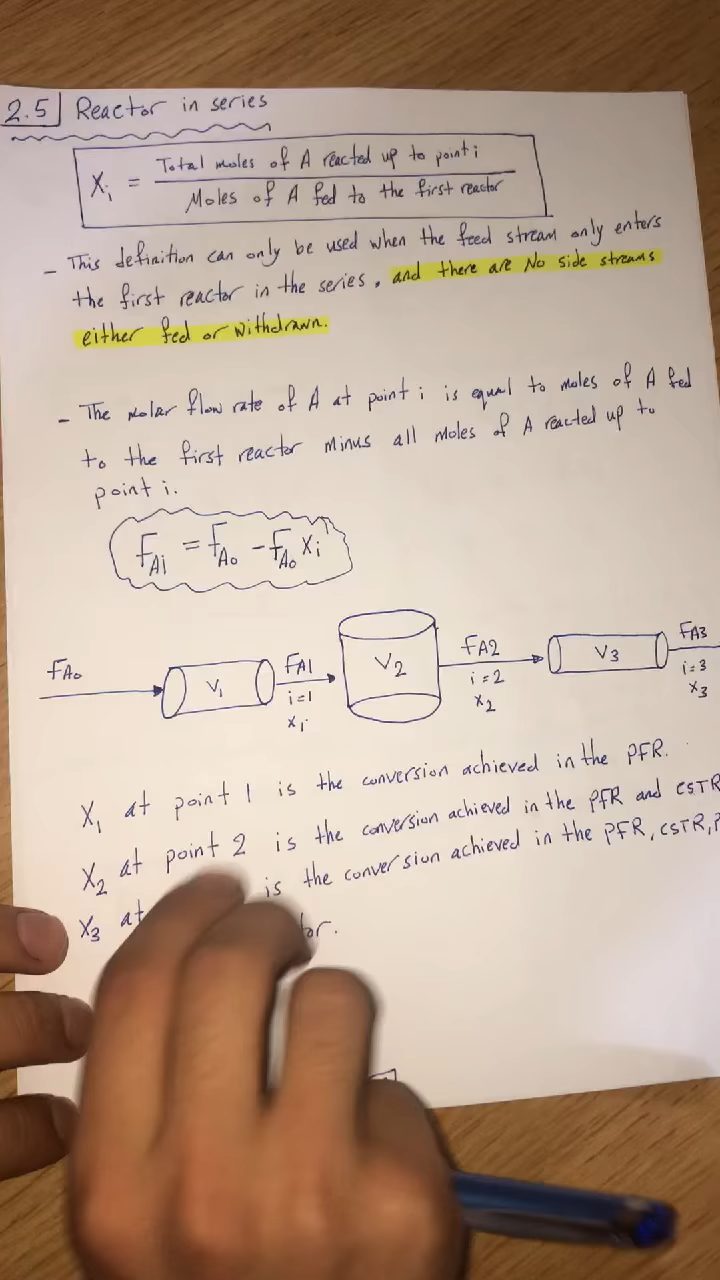 2.5 Reactor in series
Xi = Total moles of A reacted up to point i
Moles of A fed to the first reactor
- This definition can only be used when the feed stream only enters
the first reactor in the series, and there are No side streams
either fed or withdrawn.
- The molar flow rate of A at point i is equal to moles of A fed
to the first reactor minus all moles of A reacted up to
point i.
FAi = FAo - FAo Xi
FAo V1 FA1 V2 FA2 V3 FA3
i=1 i=2 i=3
X1 X2 X3
X1 at point 1 is the conversion achieved in the PFR.
X2 at point 2 is the conversion achieved in the PFR and CSTR
X3 at is the conversion achieved in the PFR, CSTR,